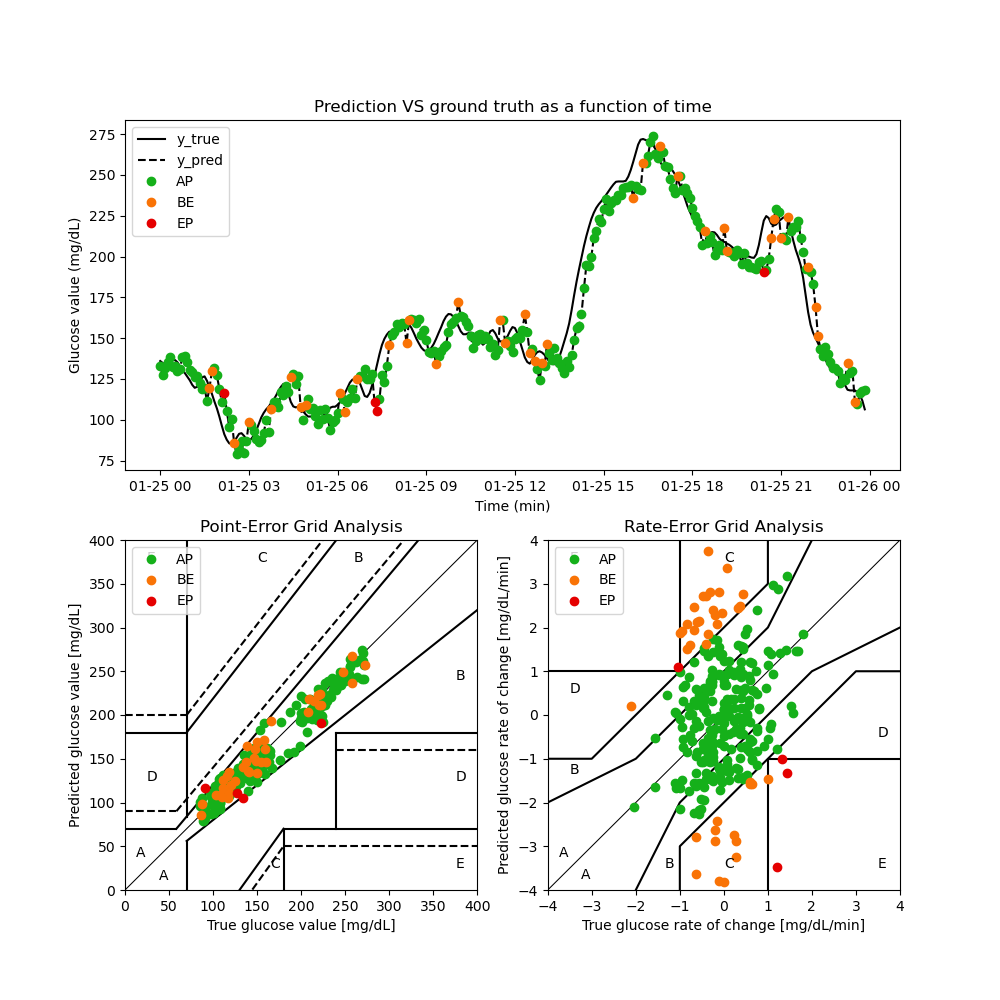 Prediction VS ground truth as a function of time
Glucose value (mg/dL)
275
250
225
200
175
150
125
100
75
y_true
y_pred
AP
BE
EP
01-25 00 01-25 03 01-25 06 01-25 09 01-25 12 01-25 15 01-25 18 01-25 21 01-26 00
Time (min)
Point-Error Grid Analysis
Predicted glucose value [mg/dL]
400
350
300
250
200
150
100
50
0
AP
BE
EP
C
B
B
D
D
A
A
C
E
0 50 100 150 200 250 300 350 400
True glucose value [mg/dL]
Rate-Error Grid Analysis
Predicted glucose rate of change [mg/dL/min]
4
3
2
1
0
−1
−2
−3
−4
AP
BE
EP
C
D
D
B
A
A
B
C
E
−4 −3 −2 −1 0 1 2 3 4
True glucose rate of change [mg/dL/min]